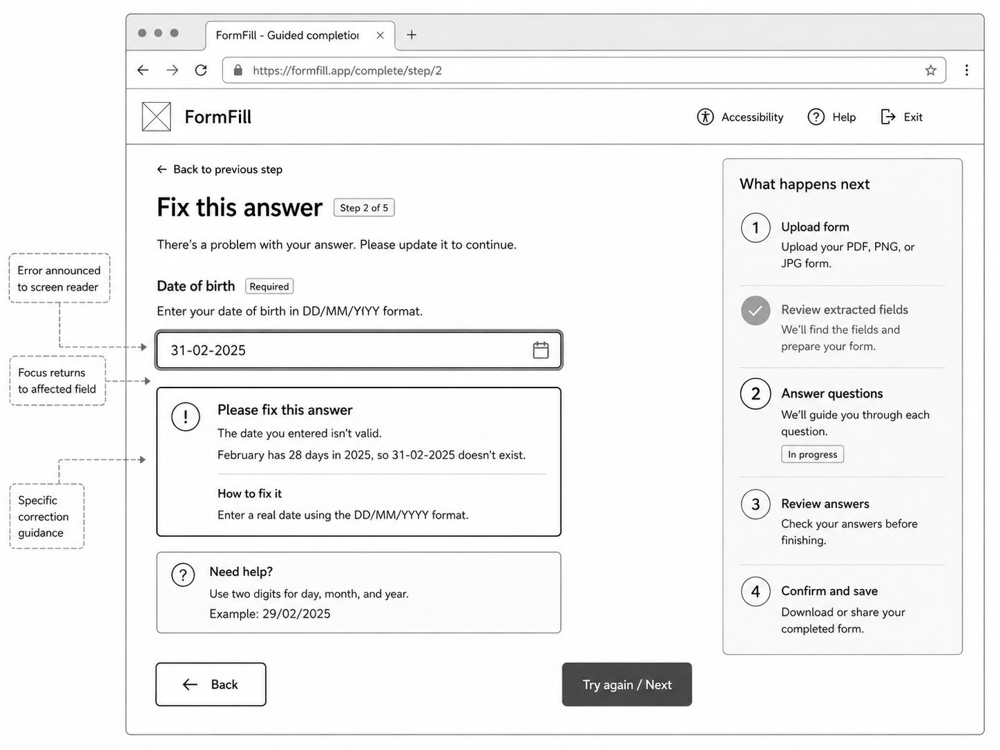 FormFill - Guided completion
https://formfill.app/complete/step/2
FormFill
Accessibility
Help
Exit
Back to previous step
Fix this answer
Step 2 of 5
There's a problem with your answer. Please update it to continue.
Error announced
to screen reader
Date of birth
Required
Enter your date of birth in DD/MM/YYYY format.
31-02-2025
Focus returns
to affected field
!
Please fix this answer
The date you entered isn't valid.
February has 28 days in 2025, so 31-02-2025 doesn't exist.
How to fix it
Enter a real date using the DD/MM/YYYY format.
Specific
correction
guidance
?
Need help?
Use two digits for day, month, and year.
Example: 29/02/2025
Back
Try again / Next
What happens next
1
Upload form
Upload your PDF, PNG, or
JPG form.
Review extracted fields
We'll find the fields and
prepare your form.
2
Answer questions
We'll guide you through each
question.
In progress
3
Review answers
Check your answers before
finishing.
4
Confirm and save
Download or share your
completed form.